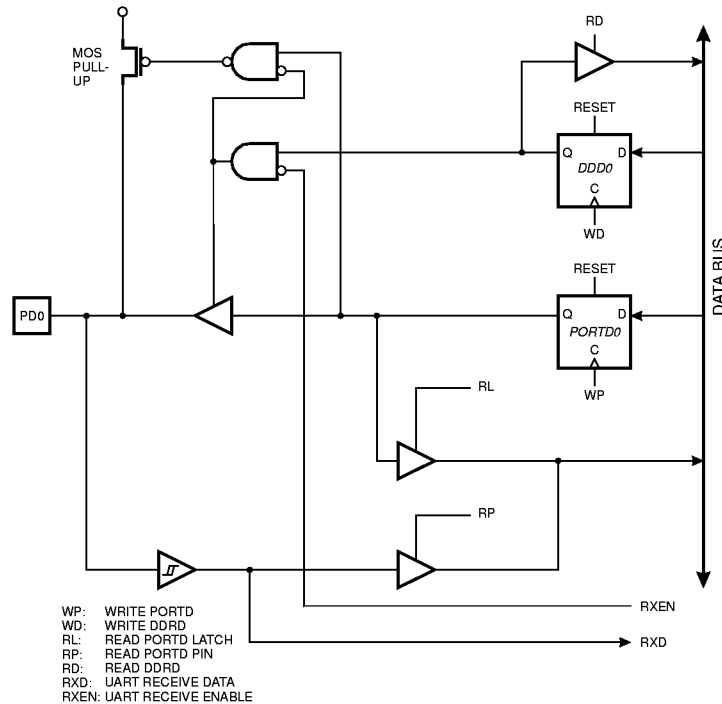 RD
MOS
PULL-
UP
RESET
Q
D
DDD0
C
WD
DATA BUS
RESET
PD0
Q
D
PORTD0
C
WP
RL
RP
RXEN
WP: WRITE PORTD
WD: WRITE DDRD
RL: READ PORTD LATCH
RP: READ PORTD PIN
RD: READ DDRD
RXD: UART RECEIVE DATA
RXEN: UART RECEIVE ENABLE
RXD